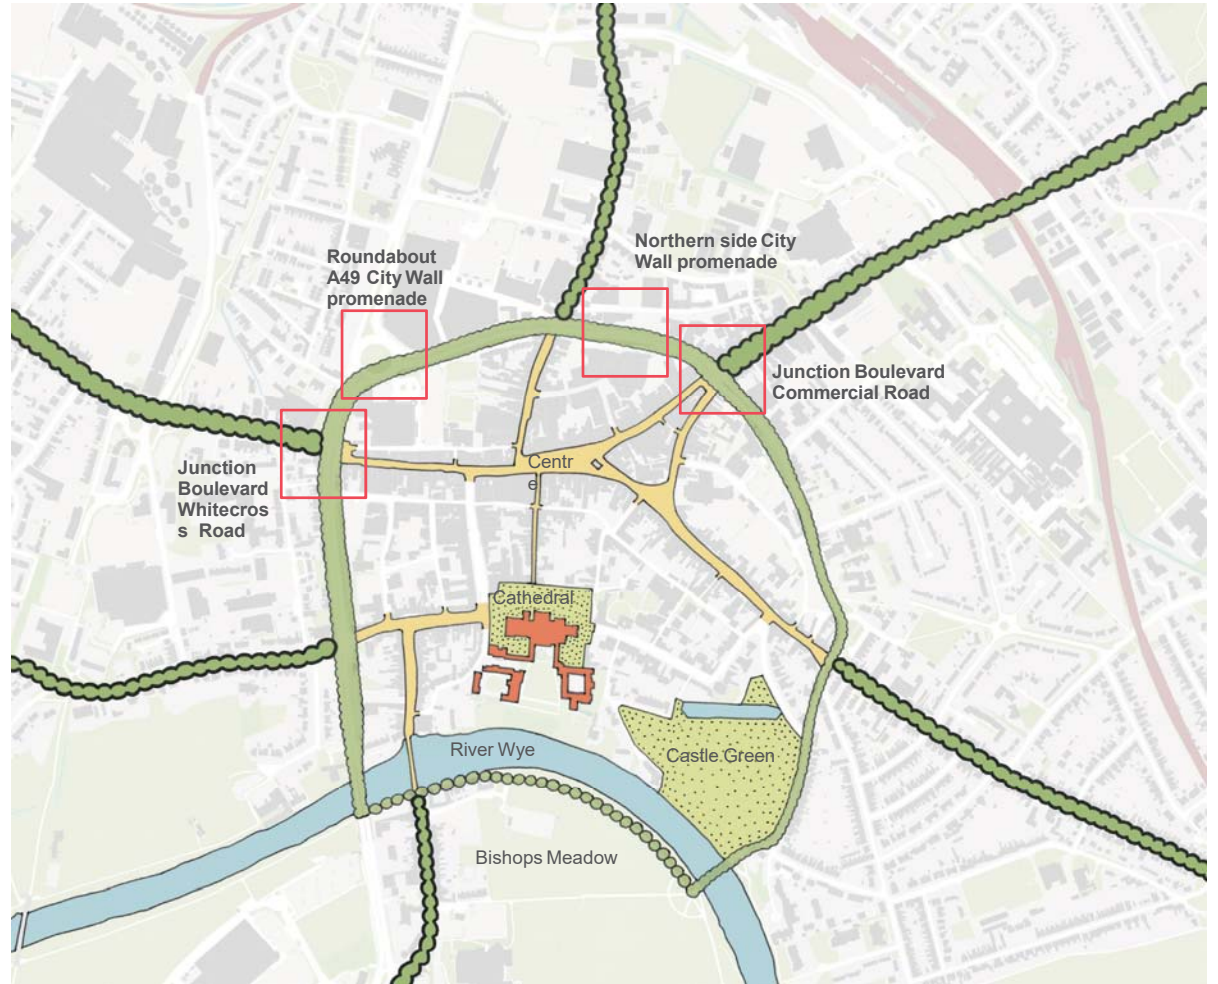 Northern side City
Wall promenade
Roundabout
A49 City Wall
promenade
Junction Boulevard
Commercial Road
Junction
Boulevard
Whitecros
s Road
Centr
e
Cathedral
River Wye
Castle Green
Bishops Meadow